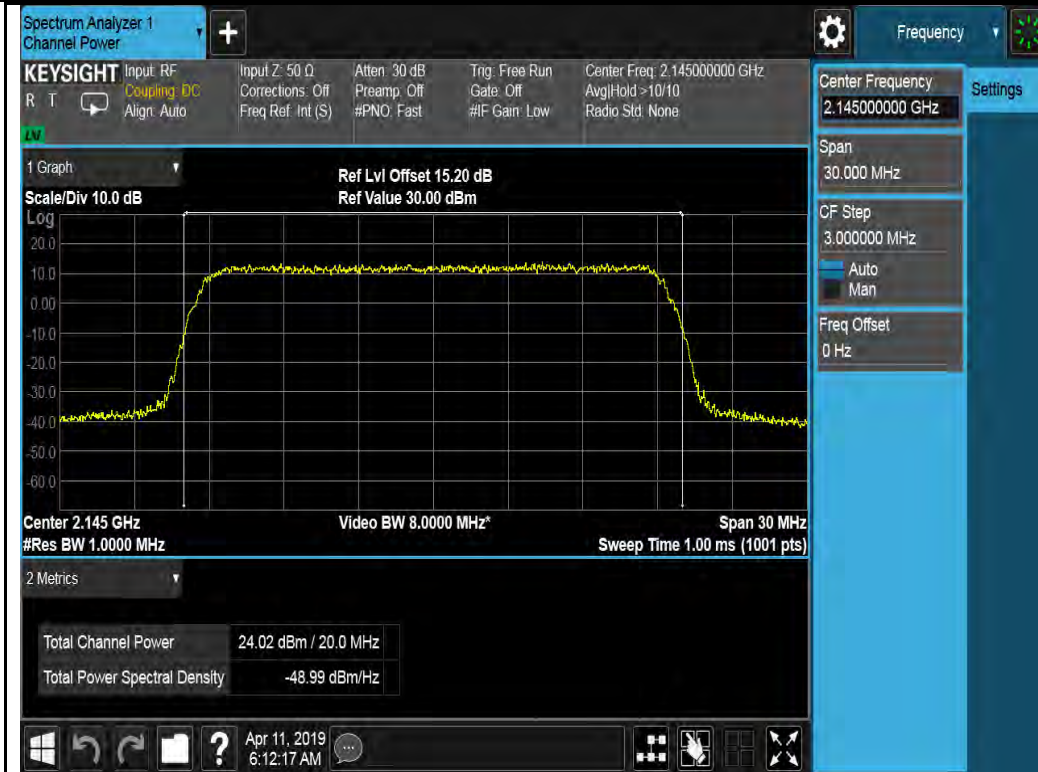 Spectrum Analyzer 1
Channel Power
+
Frequency
KEYSIGHT
R T
LV
Input: RF
Coupling: DC
Align: Auto
Input Z: 50 Ω
Corrections: Off
Freq Ref: Int (S)
Atten: 30 dB
Preamp: Off
#PNO: Fast
Trig: Free Run
Gate: Off
#IF Gain: Low
Center Freq: 2.145000000 GHz
Avg|Hold >10/10
Radio Std: None
Center Frequency
2.145000000 GHz
Settings
Span
30.000 MHz
CF Step
3.000000 MHz
Auto
Man
Freq Offset
0 Hz
1 Graph
Scale/Div 10.0 dB
Ref Lvl Offset 15.20 dB
Ref Value 30.00 dBm
Log
20.0
10.0
0.00
-10.0
-20.0
-30.0
-40.0
-50.0
-60.0
Center 2.145 GHz
#Res BW 1.0000 MHz
Video BW 8.0000 MHz*
Span 30 MHz
Sweep Time 1.00 ms (1001 pts)
2 Metrics
Total Channel Power 24.02 dBm / 20.0 MHz
Total Power Spectral Density -48.99 dBm/Hz
?
Apr 11, 2019
6:12:17 AM